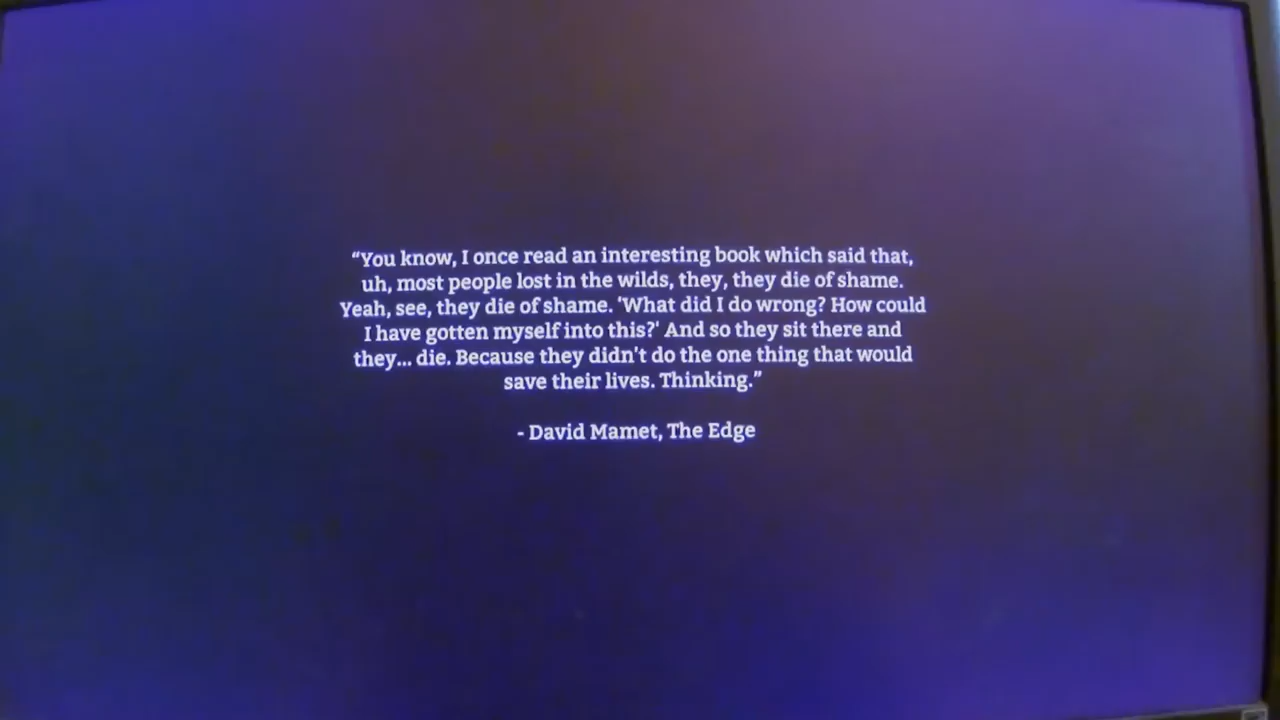 “You know, I once read an interesting book which said that,
uh, most people lost in the wilds, they, they die of shame.
Yeah, see, they die of shame. 'What did I do wrong? How could
I have gotten myself into this?' And so they sit there and
they... die. Because they didn't do the one thing that would
save their lives. Thinking.”
- David Mamet, The Edge